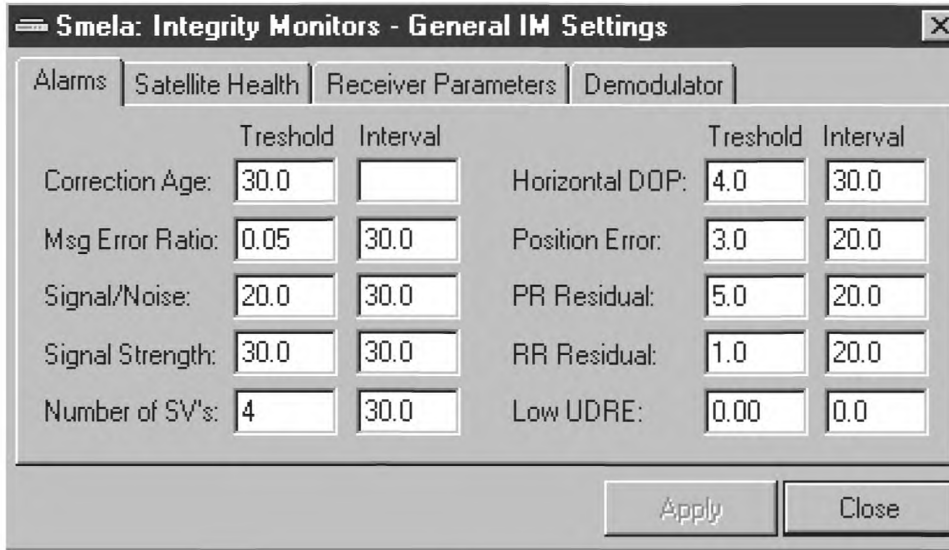 Smela: Integrity Monitors - General IM Settings
Alarms Satellite Health Receiver Parameters Demodulator
Treshold Interval Treshold Interval
Correction Age: 30.0 Horizontal DOP: 4.0 30.0
Msg Error Ratio: 0.05 30.0 Position Error: 3.0 20.0
Signal/Noise: 20.0 30.0 PR Residual: 5.0 20.0
Signal Strength: 30.0 30.0 RR Residual: 1.0 20.0
Number of SV's: 4 30.0 Low UDRE: 0.00 0.0
Apply Close